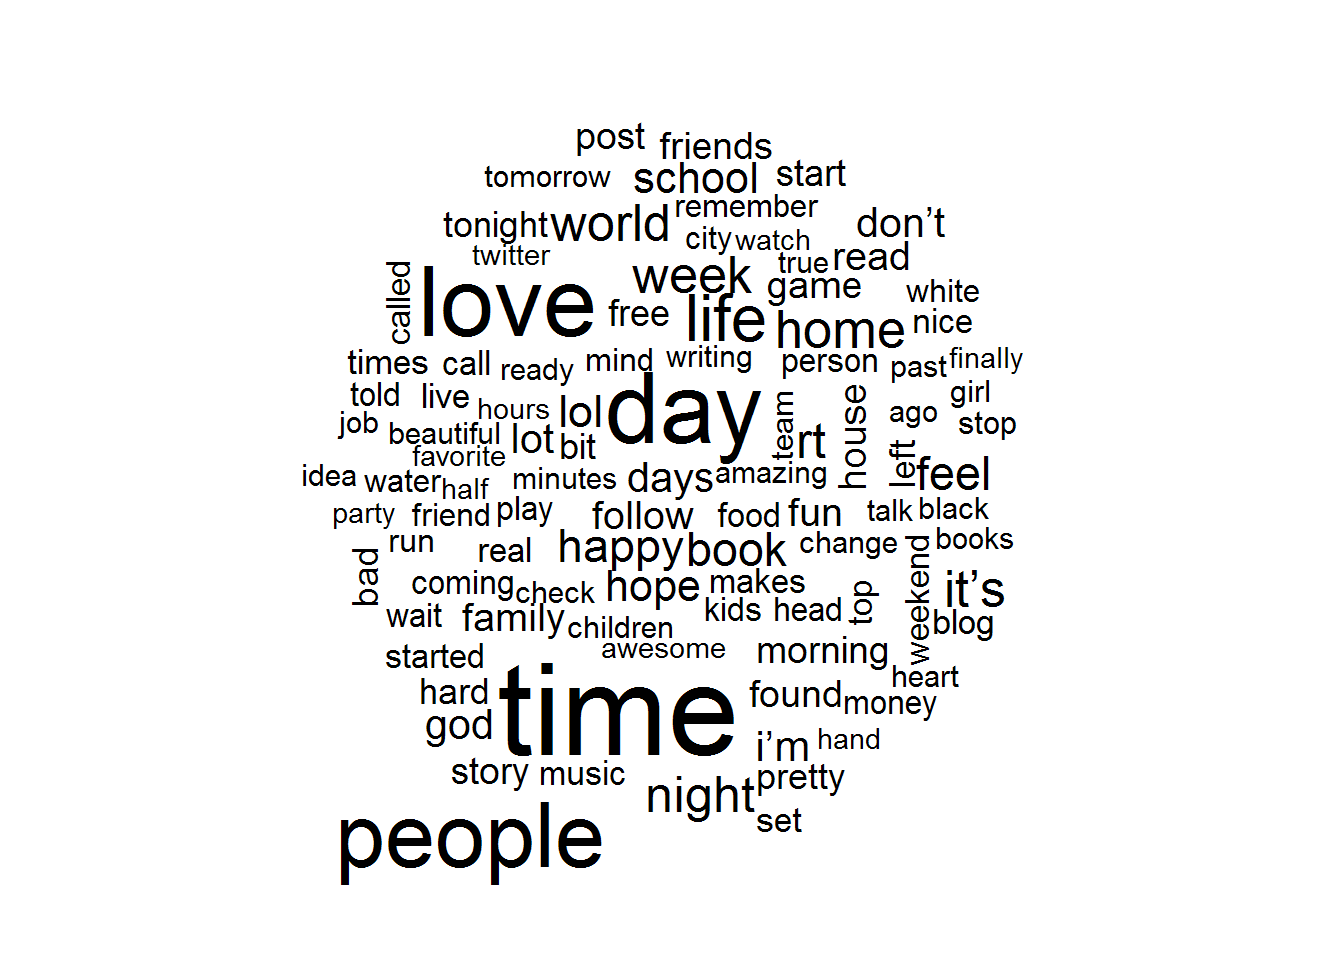 post friends
tomorrow school start
tonight world remember don’t
twitter city watch true read
called love week game white
free life home nice
times call ready mind writing person past finally
told live hours lol day team rt house ago girl
job beautiful lot bit left stop
favorite
idea water half minutes days amazing feel
party friend play follow food fun talk black
bad run real happy book change weekend books
coming check hope makes top it’s
wait family children kids head blog
started awesome morning heart
hard time found money
god i’m hand
story music night pretty
people set